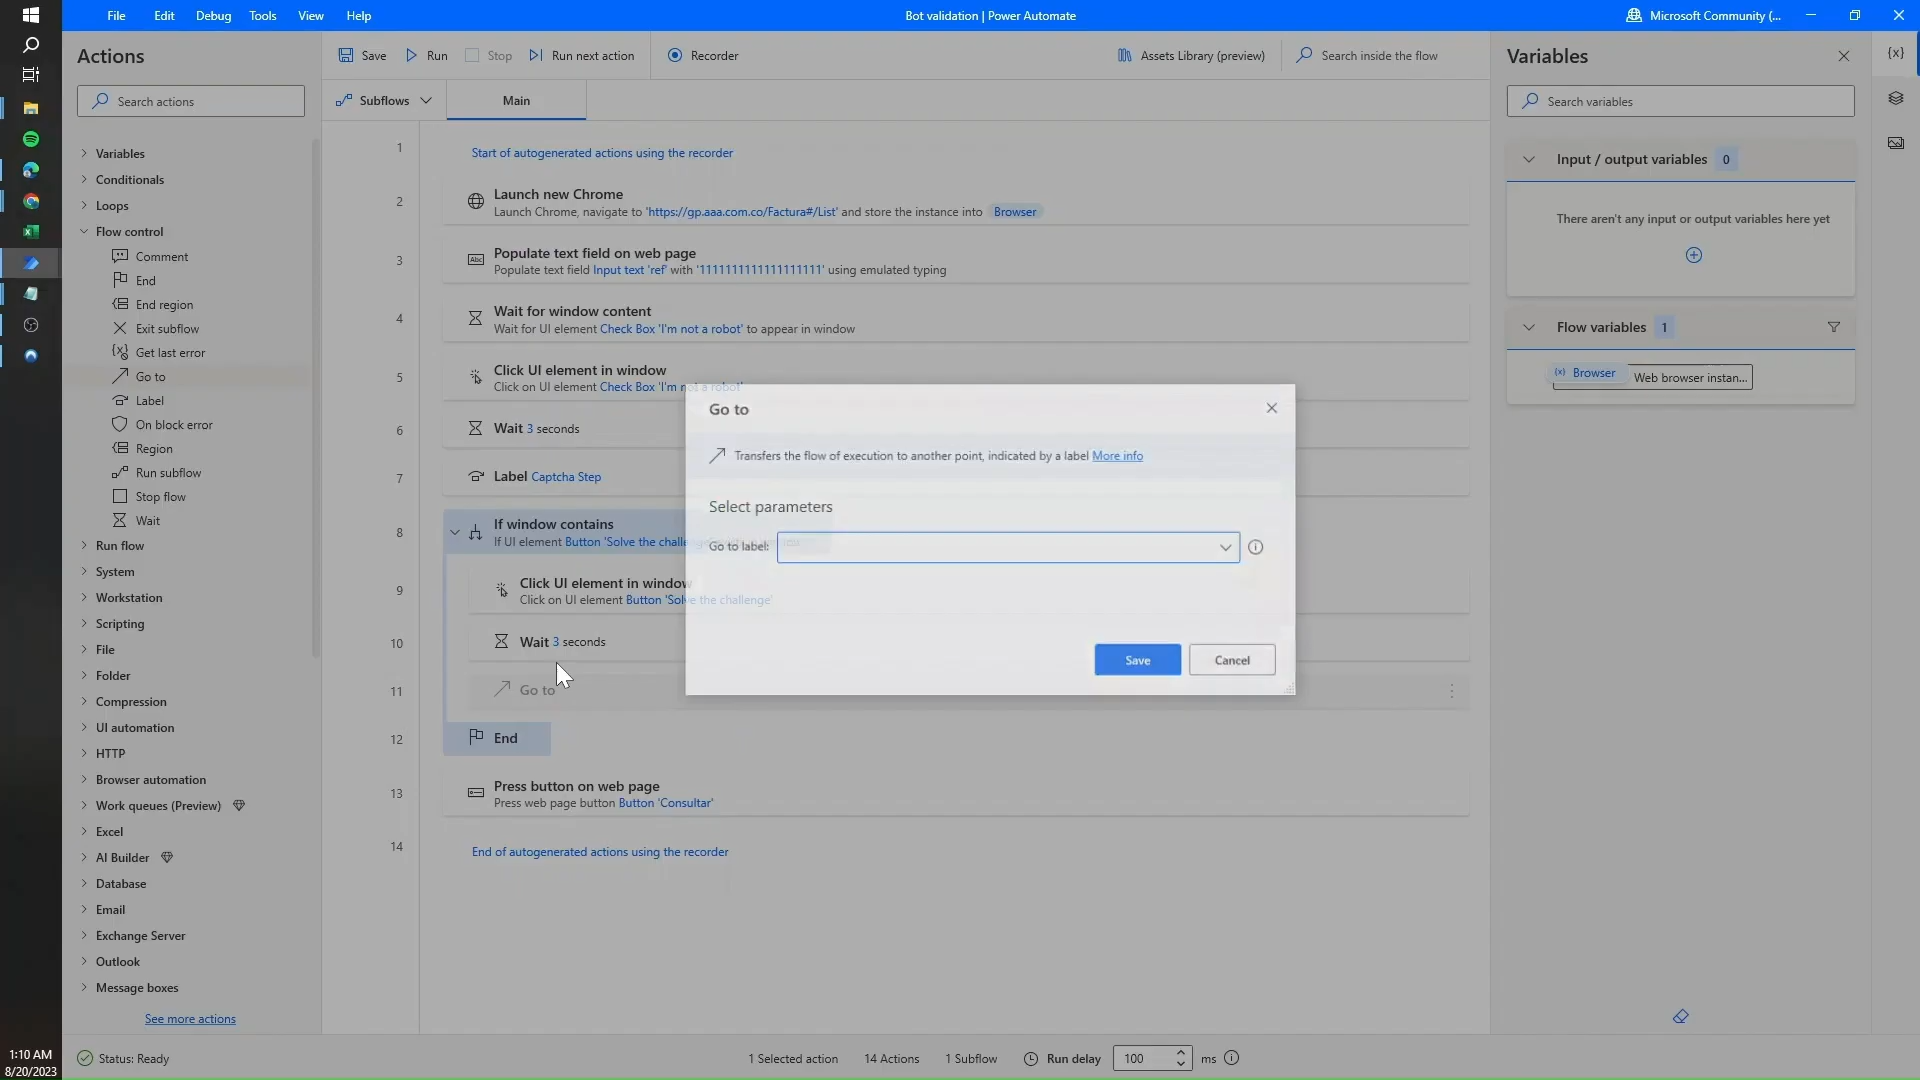 File Edit Debug Tools View Help
Bot validation | Power Automate
Microsoft Community (...
Actions
Search actions
Variables
Conditionals
Loops
Flow control
Comment
End
End region
Exit subflow
Get last error
Go to
Label
On block error
Region
Run subflow
Stop flow
Wait
Run flow
System
Workstation
Scripting
File
Folder
Compression
UI automation
HTTP
Browser automation
Work queues (Preview)
Excel
AI Builder
Database
Email
Exchange Server
Outlook
Message boxes
See more actions
Save Run Stop Run next action Recorder
Assets Library (preview)
Search inside the flow
Subflows Main
1 Start of autogenerated actions using the recorder
2 Launch new Chrome
Launch Chrome, navigate to 'https://gp.aaa.com.co/Factura#/List' and store the instance into Browser
3 Populate text field on web page
Abc
Populate text field Input text 'ref' with '1111111111111111111' using emulated typing
4 Wait for window content
Wait for UI element Check Box 'I'm not a robot' to appear in window
5 Click UI element in window
Click on UI element Check Box 'I'm not a robot'
6 Wait 3 seconds
7 Label Captcha Step
8 If window contains
If UI element Button 'Solve the challenge'
9 Click UI element in window
Click on UI element Button 'Solve the challenge'
10 Wait 3 seconds
11 Go to
12 End
13 Press button on web page
Press web page button Button 'Consultar'
14 End of autogenerated actions using the recorder
Go to
Transfers the flow of execution to another point, indicated by a label More info
Select parameters
Go to label:
Save Cancel
Variables
{x}
Search variables
Input / output variables 0
There aren't any input or output variables here yet
Flow variables 1
(x) Browser Web browser instan...
Status: Ready
1 Selected action 14 Actions 1 Subflow Run delay 100 ms
1:10 AM
8/20/2023